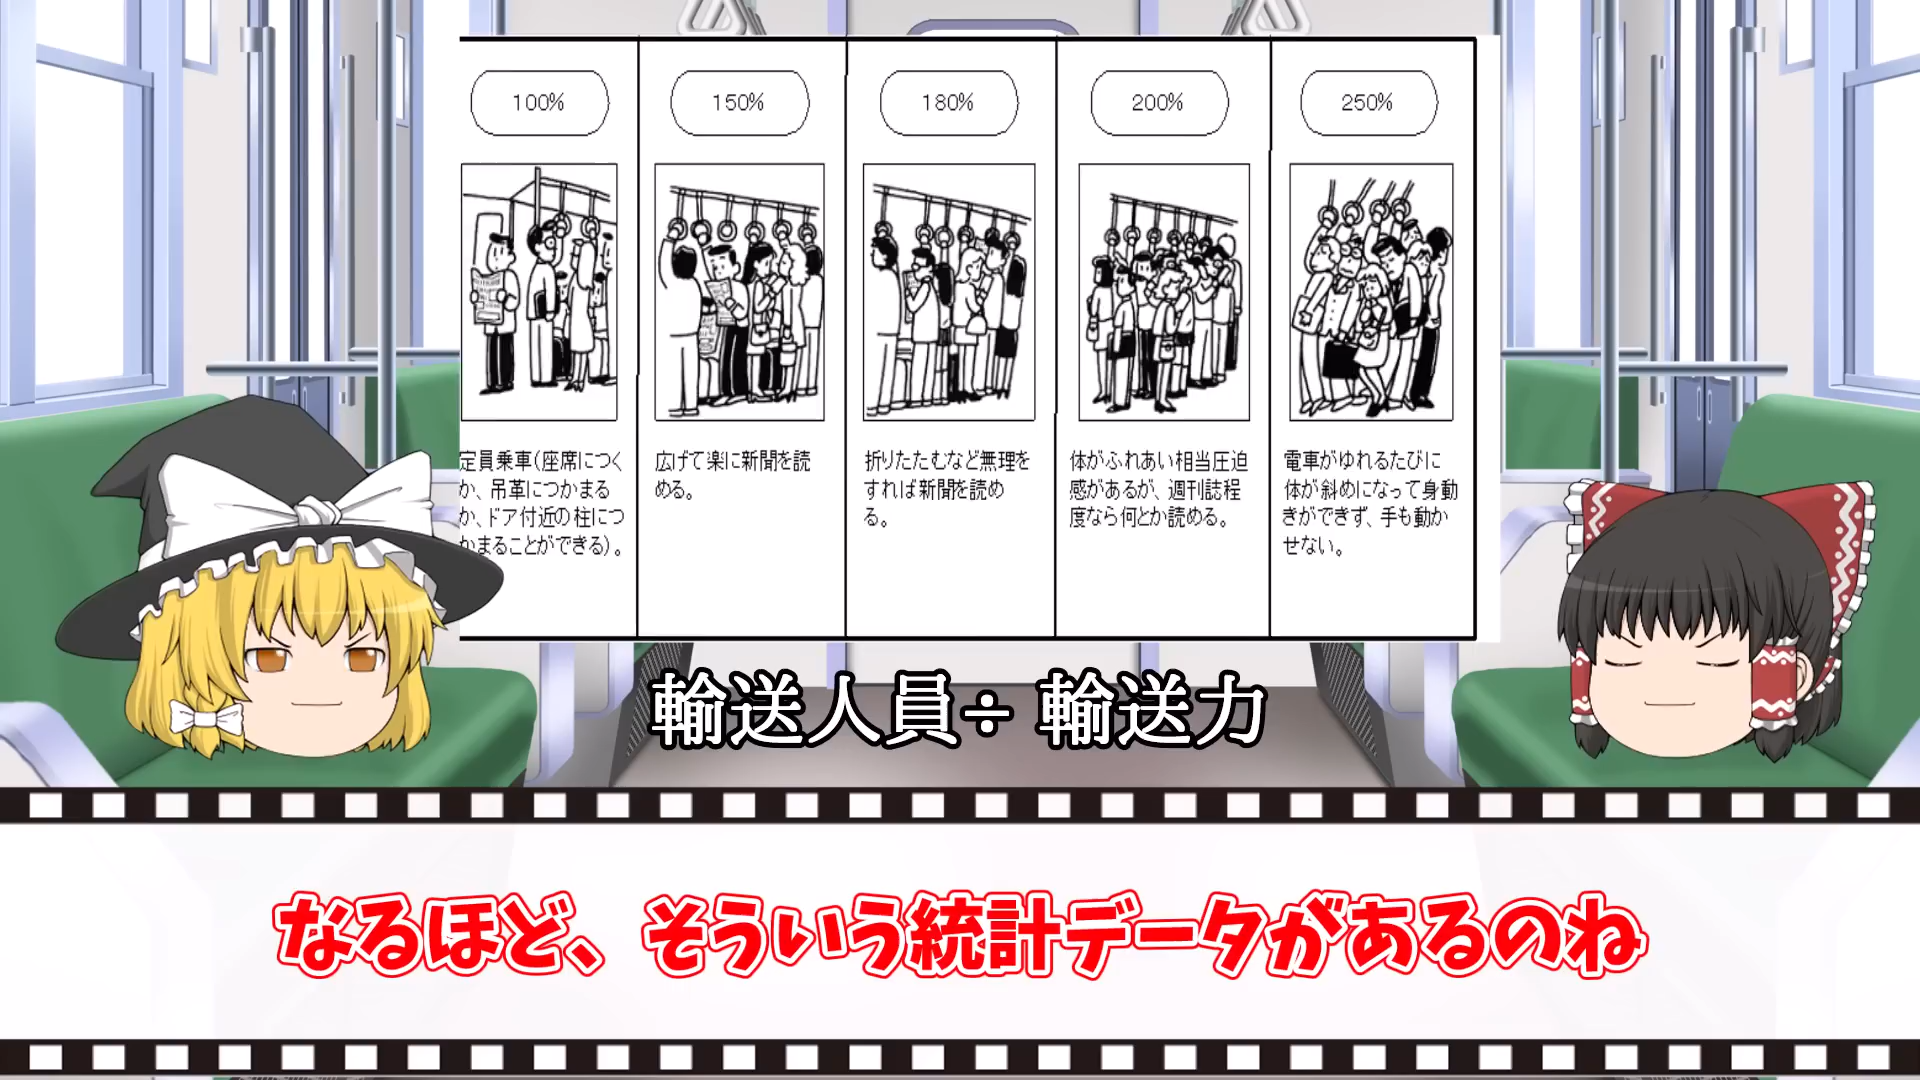 100%
150%
180%
200%
250%
定員乗車(座席につく
か、吊革につかまる
か、ドア付近の柱につ
かまることができる)。
広げて楽に新聞を読
める。
折りたたむなど無理を
すれば新聞を読め
る。
体がふれあい相当圧迫
感があるが、週刊誌程
度なら何とか読める。
電車がゆれるたびに
体が斜めになって身動
きができず、手も動か
せない。
輸送人員÷輸送力
なるほど、そういう統計データがあるのね